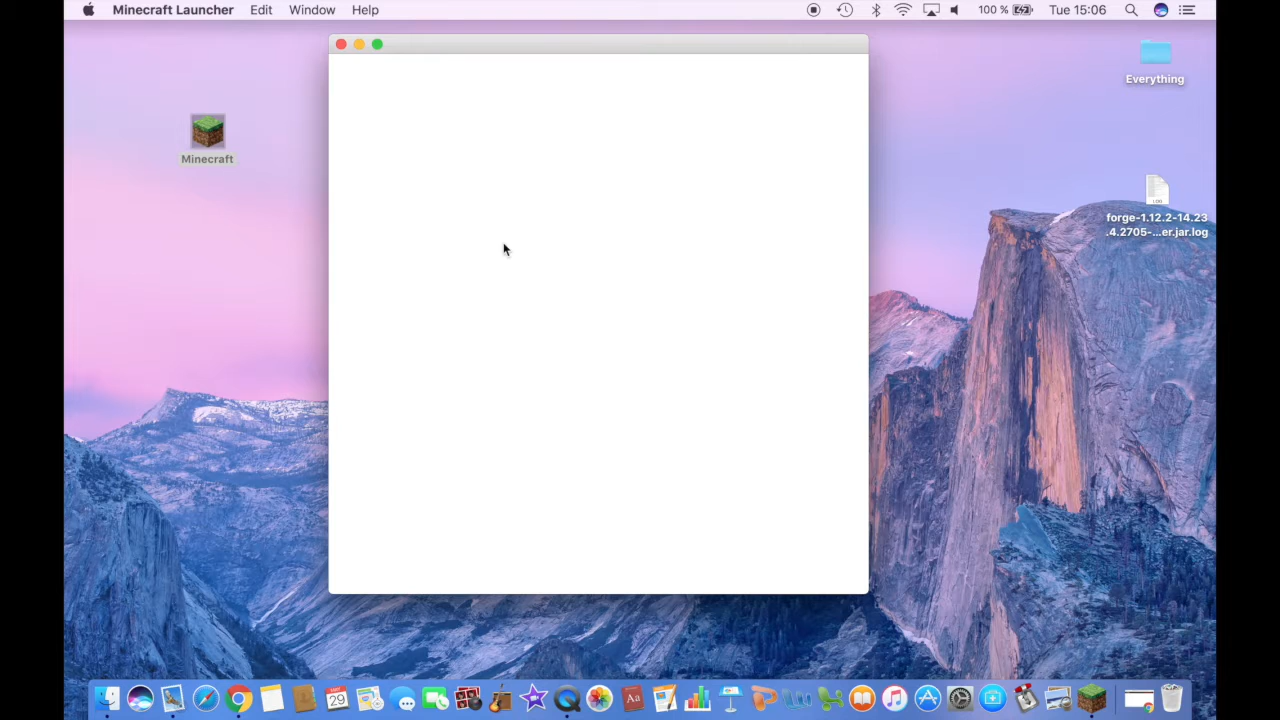 Minecraft Launcher Edit Window Help 100 % Tue 15:06
Everything
Minecraft
forge-1.12.2-14.23
.4.2705-...er.jar.log
29
Aa